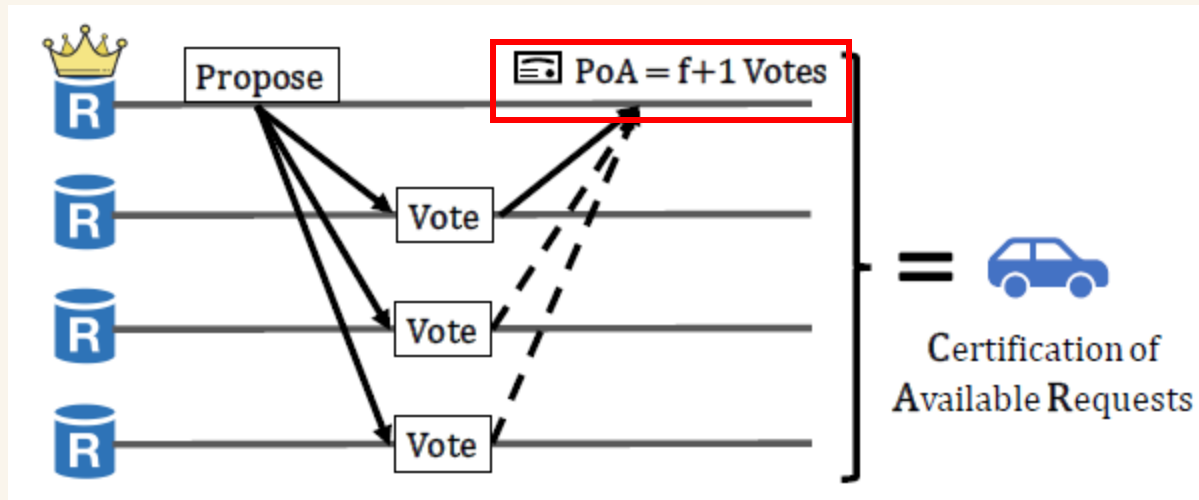 Propose
PoA = f+1 Votes
R
R
Vote
R
Vote
R
Vote
Certification of
Available Requests